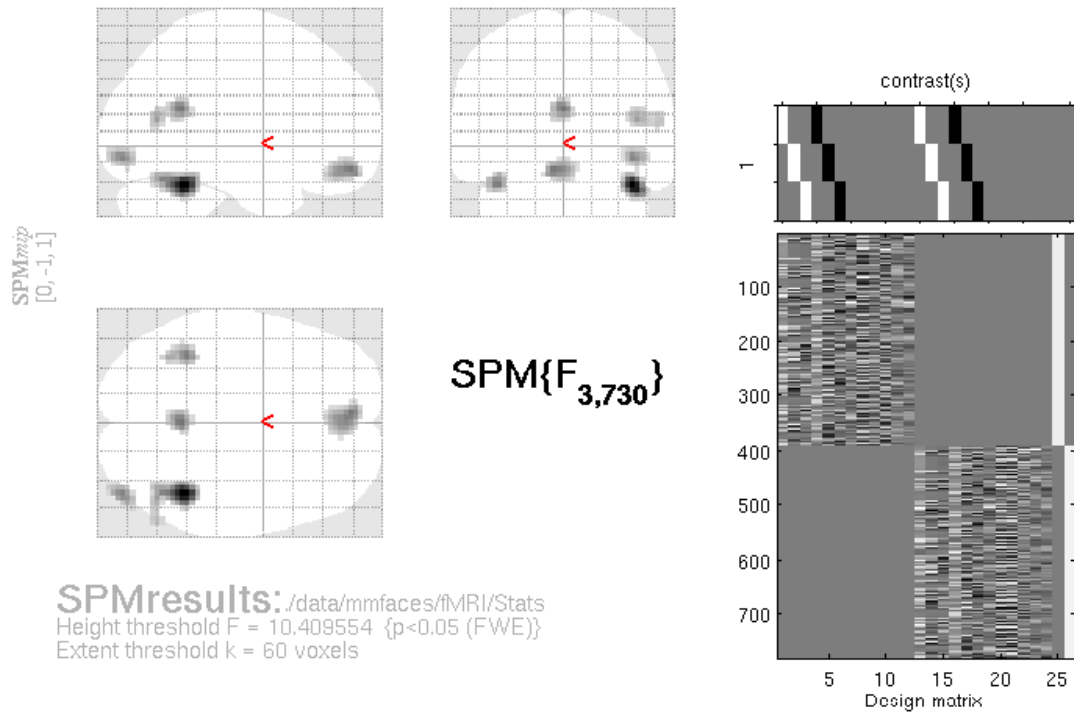 contrast(s)
1
SPMmip
[0, -1, 1]
<
<
<
SPM{F3,730}
100
200
300
400
500
600
700
5 10 15 20 25
Design matrix
SPMresults: ./data/mmfaces/fMRI/Stats
Height threshold F = 10.409554 {p<0.05 (FWE)}
Extent threshold k = 60 voxels